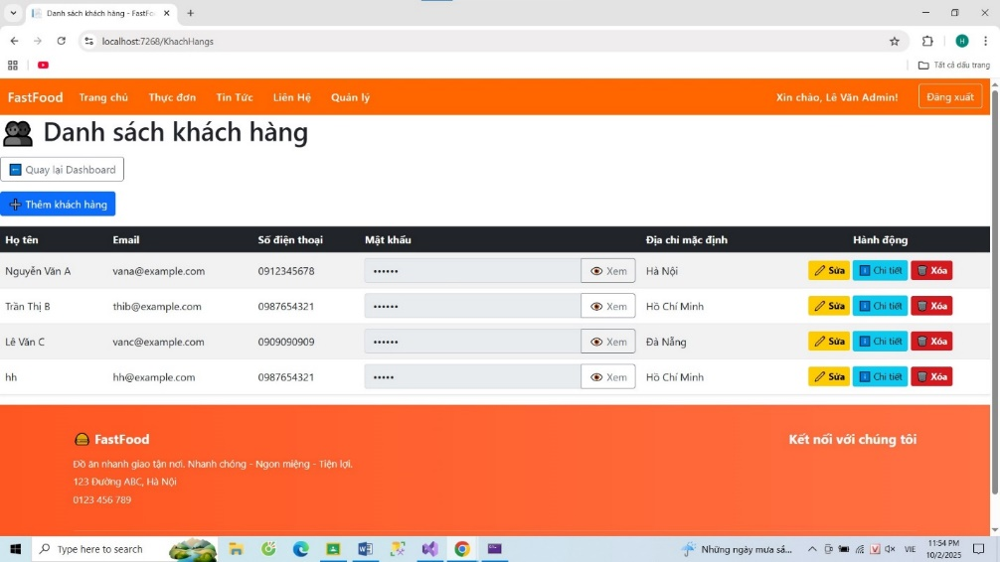 Danh sách khách hàng - FastFo
localhost:7268/KhachHangs
H
Tất cả dấu trang
FastFood Trang chủ Thực đơn Tin Tức Liên Hệ Quản lý Xin chào, Lê Văn Admin! Đăng xuất
Danh sách khách hàng
Quay lại Dashboard
Thêm khách hàng
Họ tên Email Số điện thoại Mật khẩu Địa chỉ mặc định Hành động
Nguyễn Văn A vana@example.com 0912345678 •••••• Xem Hà Nội Sửa Chi tiết Xóa
Trần Thị B thib@example.com 0987654321 •••••• Xem Hồ Chí Minh Sửa Chi tiết Xóa
Lê Văn C vanc@example.com 0909090909 •••••• Xem Đà Nẵng Sửa Chi tiết Xóa
hh hh@example.com 0987654321 ••••• Xem Hồ Chí Minh Sửa Chi tiết Xóa
FastFood Kết nối với chúng tôi
Đồ ăn nhanh giao tận nơi. Nhanh chóng - Ngon miệng - Tiện lợi.
123 Đường ABC, Hà Nội
0123 456 789
Type here to search Những ngày mưa sắ... VIE 11:54 PM
10/2/2025